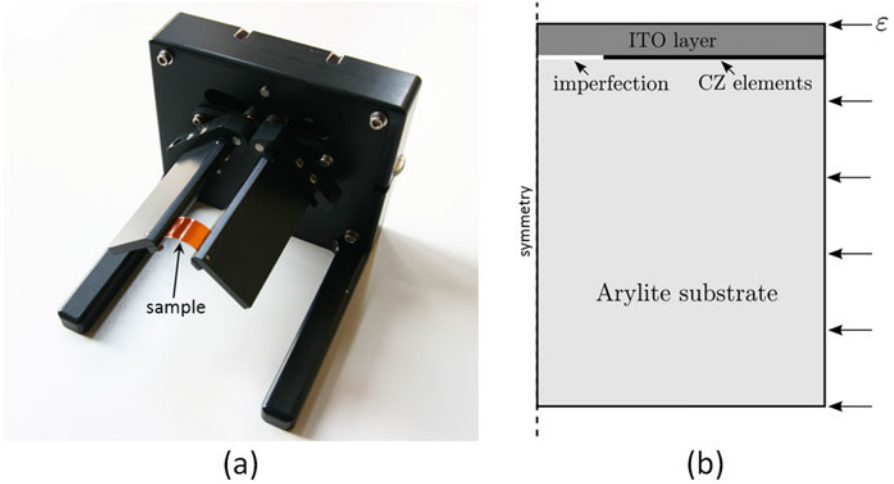 sample
(a)
ε
ITO layer
imperfection
CZ elements
symmetry
Arylite substrate
(b)